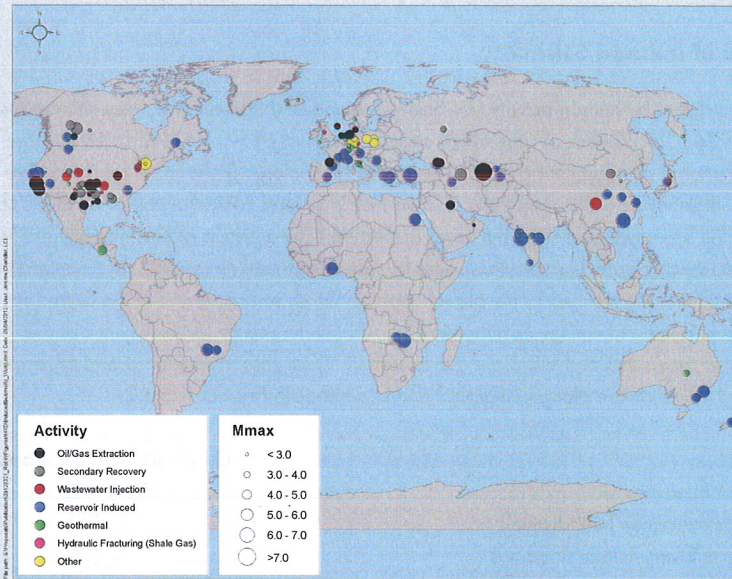 Activity
Oil/Gas Extraction
Secondary Recovery
Wastewater Injection
Reservoir Induced
Geothermal
Hydraulic Fracturing (Shale Gas)
Other
Mmax
< 3.0
3.0 - 4.0
4.0 - 5.0
5.0 - 6.0
6.0 - 7.0
>7.0